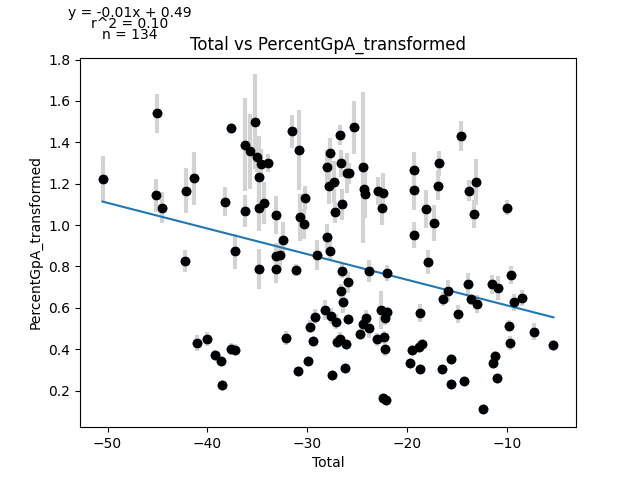 y = -0.01x + 0.49
r^2 = 0.10
n = 134
Total vs PercentGpA_transformed
PercentGpA_transformed
1.8
1.6
1.4
1.2
1.0
0.8
0.6
0.4
0.2
−50
−40
−30
−20
−10
Total